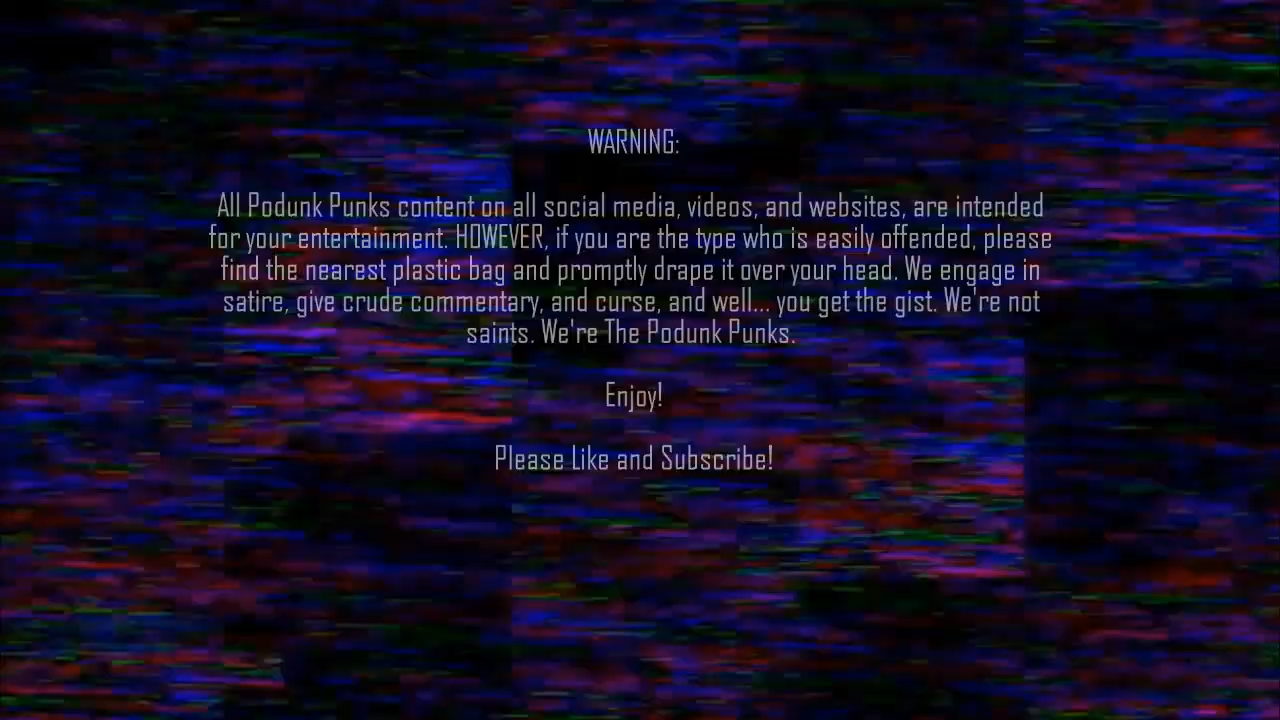 WARNING:
All Podunk Punks content on all social media, videos, and websites, are intended
for your entertainment. HOWEVER, if you are the type who is easily offended, please
find the nearest plastic bag and promptly drape it over your head. We engage in
satire, give crude commentary, and curse, and well... you get the gist. We're not
saints. We're The Podunk Punks.
Enjoy!
Please Like and Subscribe!